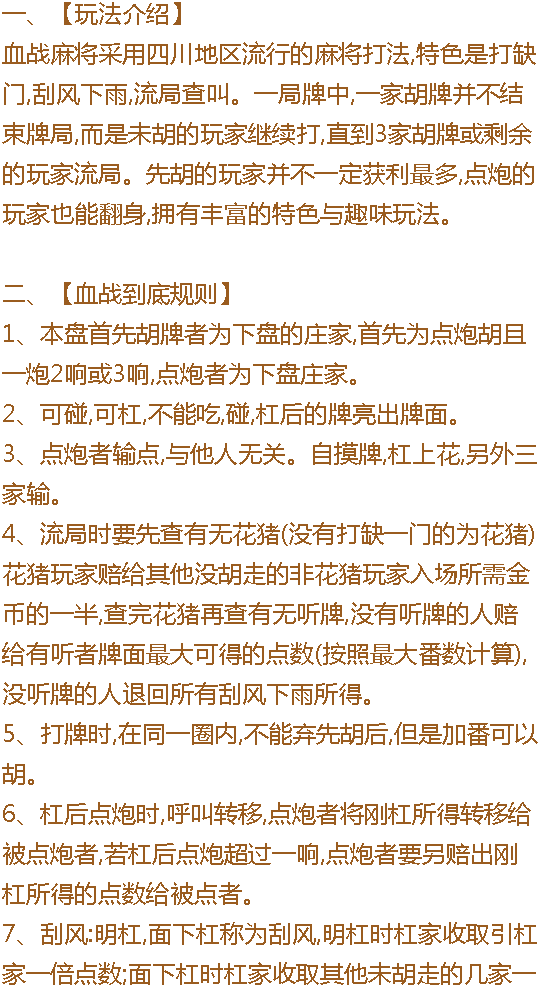 一、【玩法介绍】
血战麻将采用四川地区流行的麻将打法,特色是打缺
门,刮风下雨,流局查叫。一局牌中,一家胡牌并不结
束牌局,而是未胡的玩家继续打,直到3家胡牌或剩余
的玩家流局。先胡的玩家并不一定获利最多,点炮的
玩家也能翻身,拥有丰富的特色与趣味玩法。
二、【血战到底规则】
1、本盘首先胡牌者为下盘的庄家,首先为点炮胡且
一炮2响或3响,点炮者为下盘庄家。
2、可碰,可杠,不能吃,碰,杠后的牌亮出牌面。
3、点炮者输点,与他人无关。自摸牌,杠上花,另外三
家输。
4、流局时要先查有无花猪(没有打缺一门的为花猪)
花猪玩家赔给其他没胡走的非花猪玩家入场所需金
币的一半,查完花猪再查有无听牌,没有听牌的人赔
给有听者牌面最大可得的点数(按照最大番数计算),
没听牌的人退回所有刮风下雨所得。
5、打牌时,在同一圈内,不能弃先胡后,但是加番可以
胡。
6、杠后点炮时,呼叫转移,点炮者将刚杠所得转移给
被点炮者,若杠后点炮超过一响,点炮者要另赔出刚
杠所得的点数给被点者。
7、刮风:明杠,面下杠称为刮风,明杠时杠家收取引杠
家一倍点数;面下杠时杠家收取其他未胡走的几家一